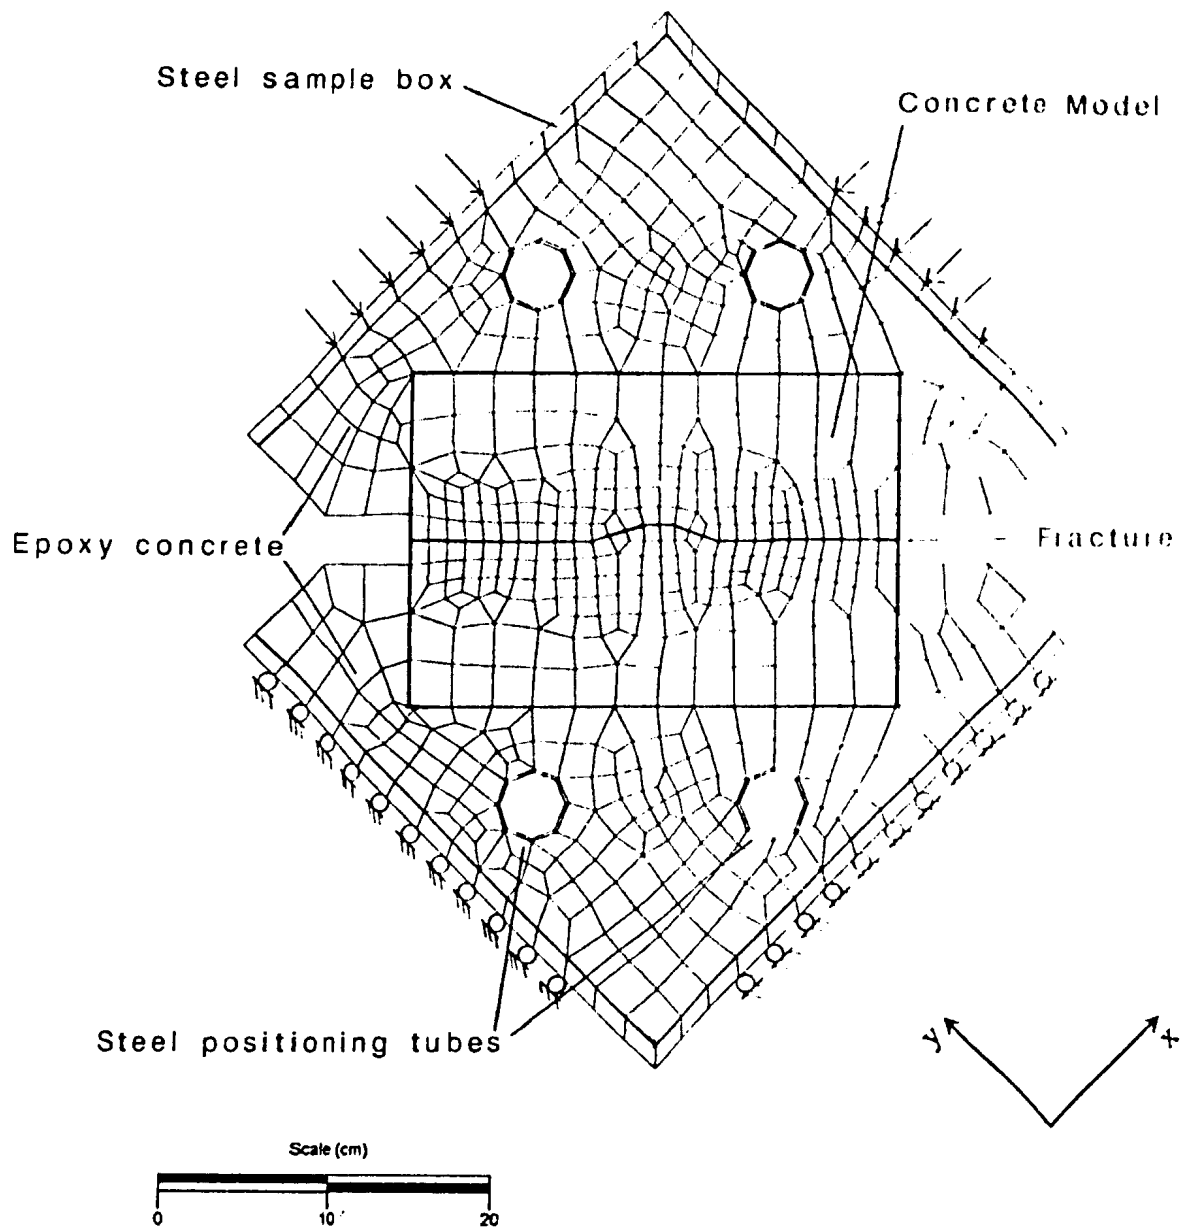 Steel sample box
Concrete Model
Epoxy concrete
Fracture
Steel positioning tubes
y
x
Scale (cm)
0 10 20